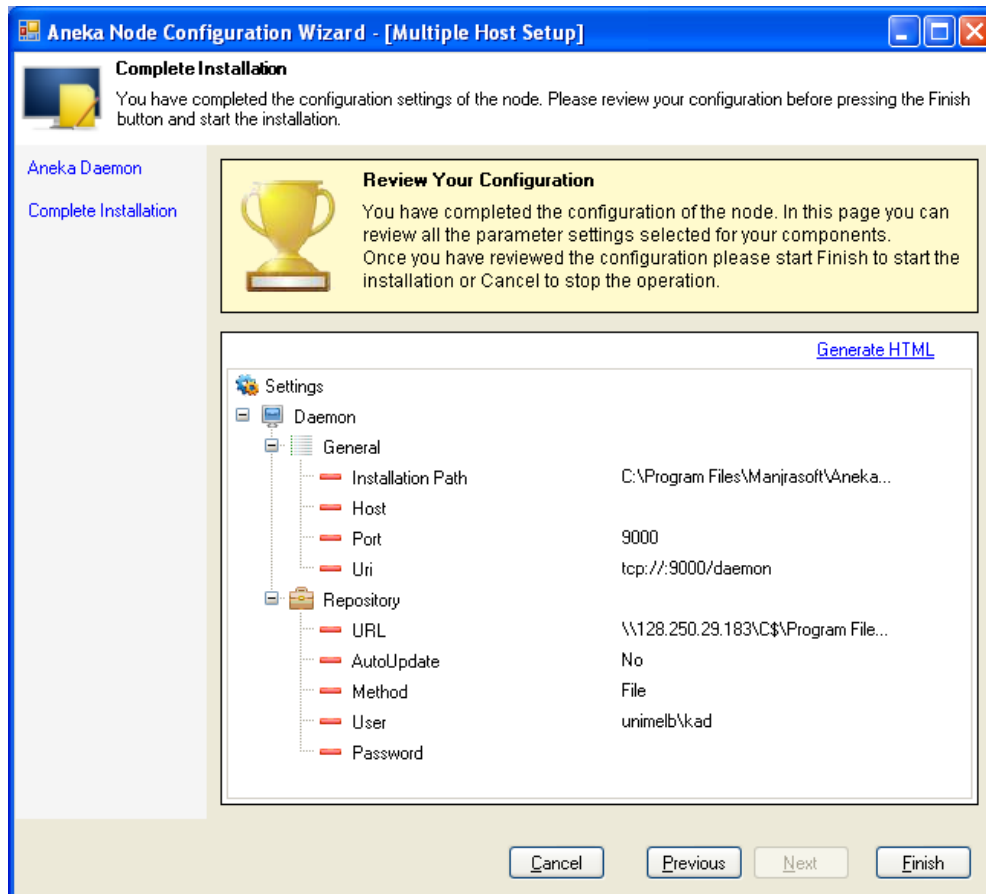 Aneka Node Configuration Wizard - [Multiple Host Setup]
Complete Installation
You have completed the configuration settings of the node. Please review your configuration before pressing the Finish
button and start the installation.
Aneka Daemon
Complete Installation
Review Your Configuration
You have completed the configuration of the node. In this page you can
review all the parameter settings selected for your components.
Once you have reviewed the configuration please start Finish to start the
installation or Cancel to stop the operation.
Generate HTML
Settings
Daemon
General
Installation Path C:\Program Files\Manjrasoft\Aneka...
Host
Port 9000
Uri tcp://:9000/daemon
Repository
URL \\128.250.29.183\C$\Program File...
AutoUpdate No
Method File
User unimelb\kad
Password
Cancel Previous Next Finish